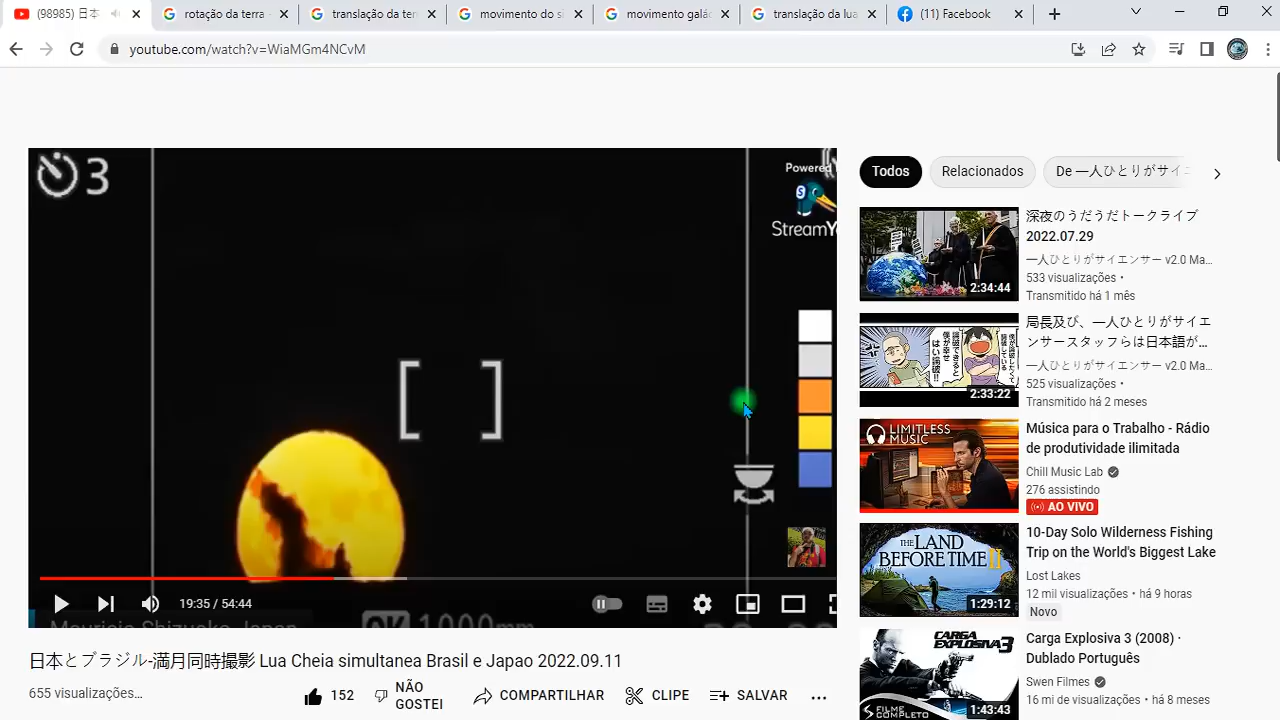 (98985) 日本
rotação da terra -
translação da ter
movimento do s
movimento galá
translação da lua
(11) Facebook
youtube.com/watch?v=WiaMGm4NCvM
3
Powered
StreamY
19:35 / 54:44
Mauricio Shizuoka, Japan
1000mm
日本とブラジル-満月同時撮影 Lua Cheia simultanea Brasil e Japao 2022.09.11
655 visualizações...
152
NÃO GOSTEI
COMPARTILHAR
CLIPE
SALVAR
Todos
Relacionados
De 一人ひとりがサイエ
深夜のうだうだトークライブ
2022.07.29
一人ひとりがサイエンサー v2.0 Ma...
533 visualizações •
Transmitido há 1 mês
2:34:44
局長及び、一人ひとりがサイエ
ンサースタッフらは日本語が...
一人ひとりがサイエンサー v2.0 Ma...
525 visualizações •
Transmitido há 2 meses
2:33:22
LIMITLESS
MUSIC
Música para o Trabalho - Rádio
de produtividade ilimitada
Chill Music Lab
276 assistindo
AO VIVO
THE LAND
BEFORE TIME II
1:29:12
10-Day Solo Wilderness Fishing
Trip on the World's Biggest Lake
Lost Lakes
12 mil visualizações • há 9 horas
Novo
CARGA
EXPLOSIVA 3
FILME
COMPLETO
1:43:43
Carga Explosiva 3 (2008) ·
Dublado Português
Swen Filmes
16 mi de visualizações • há 8 meses